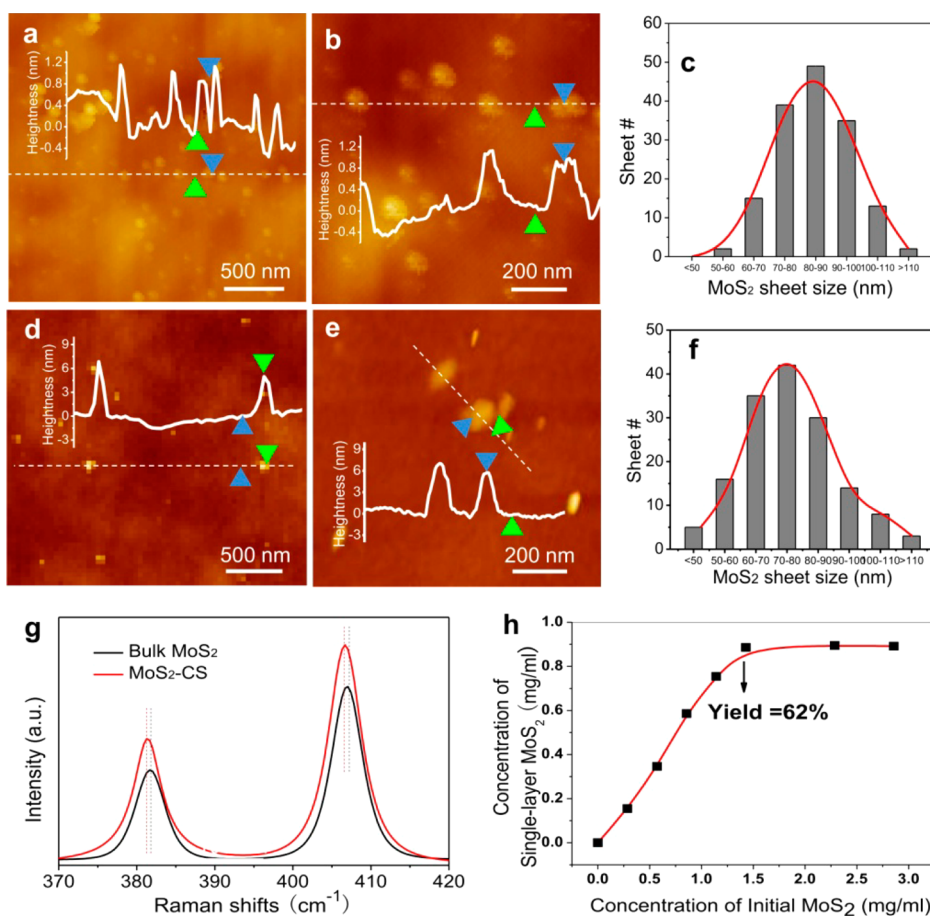 a
Heightness (nm)
1.2
0.8
0.4
0.0
-0.4
500 nm
b
Heightness (nm)
1.2
0.8
0.4
0.0
-0.4
200 nm
c
Sheet #
60
50
40
30
20
10
0
<50 50-60 60-70 70-80 80-90 90-100 100-110 >110
MoS₂ sheet size (nm)
d
Heightness (nm)
9
6
3
0
-3
500 nm
e
Heightness (nm)
9
6
3
0
-3
200 nm
f
Sheet #
50
40
30
20
10
0
<50 50-60 60-70 70-80 80-90 90-100 100-110 >110
MoS₂ sheet size (nm)
g
Bulk MoS₂
MoS₂-CS
Intensity (a.u.)
370 380 390 400 410 420
Raman shifts (cm⁻¹)
h
Concentration of
Single-layer MoS₂ (mg/ml)
1.0
0.8
0.6
0.4
0.2
0.0
Yield =62%
0.0 0.5 1.0 1.5 2.0 2.5 3.0
Concentration of Initial MoS₂ (mg/ml)